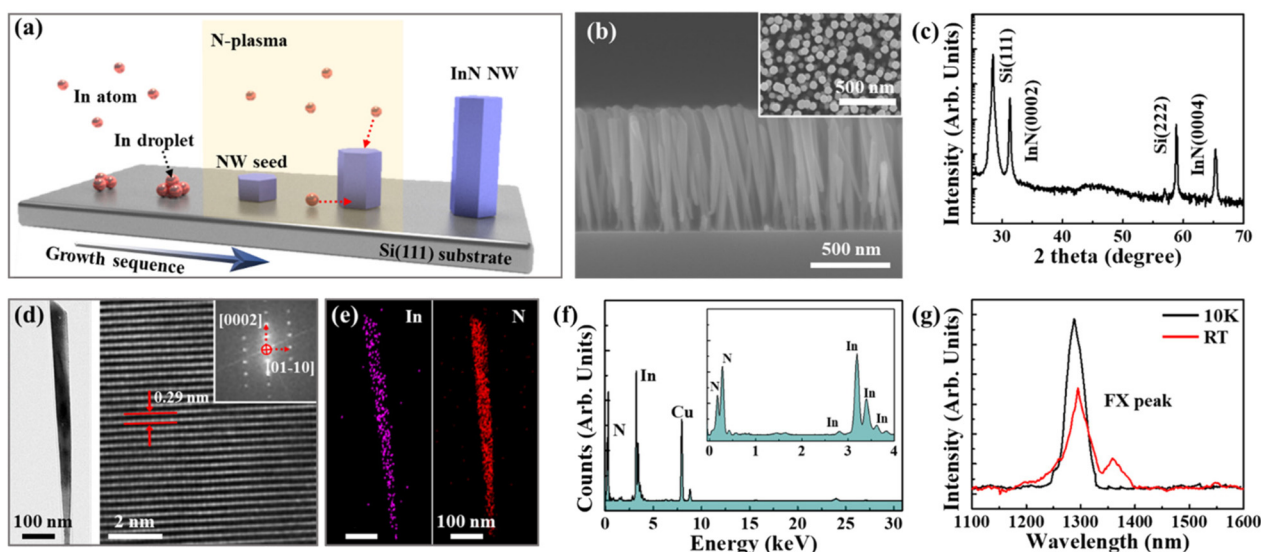 (a)
N-plasma
In atom
In droplet
NW seed
InN NW
Si(111) substrate
Growth sequence
(b)
500 nm
500 nm
(c)
Intensity (Arb. Units)
Si(111)
InN(0002)
Si(222)
InN(0004)
30 40 50 60 70
2 theta (degree)
(d)
[0002]
[01-10]
0.29 nm
100 nm
2 nm
(e)
In
N
100 nm
(f)
Counts (Arb. Units)
N
In
Cu
N
N
In
In
In
In
In
0 1 2 3 4
0 5 10 15 20 25 30
Energy (keV)
(g)
Intensity (Arb. Units)
10K
RT
FX peak
1100 1200 1300 1400 1500 1600
Wavelength (nm)